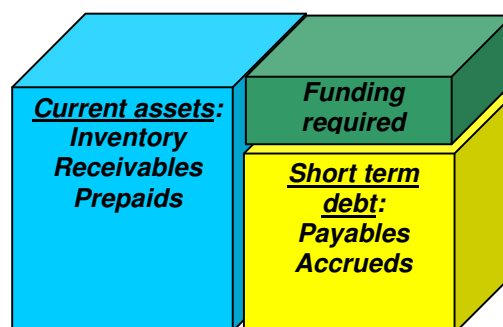 Current assets:
Inventory
Receivables
Prepaids
Funding
required
Short term
debt:
Payables
Accrueds